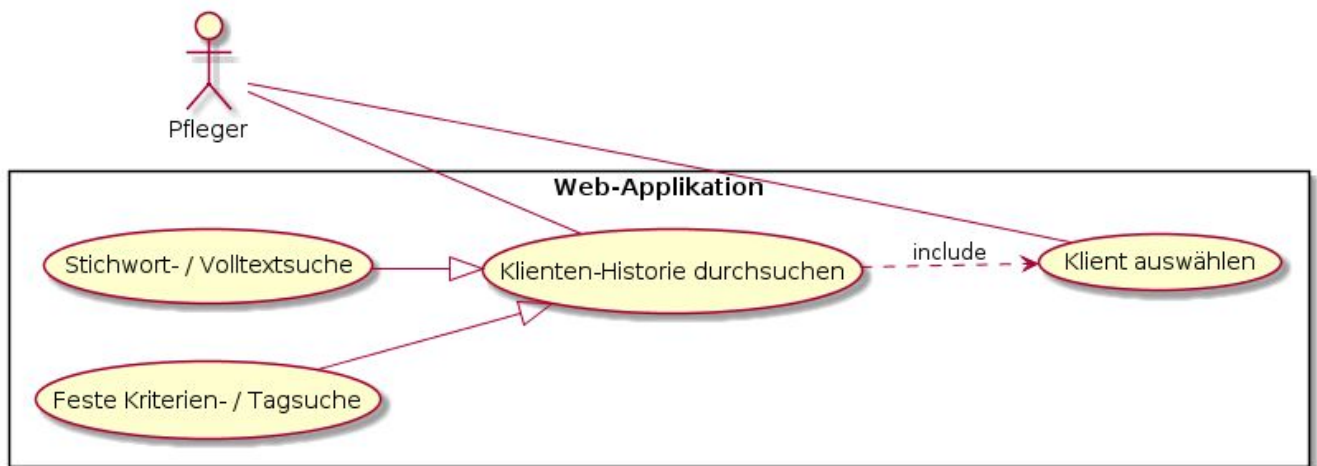 Pfleger
Web-Applikation
Stichwort- / Volltextsuche
Klienten-Historie durchsuchen
include
Klient auswählen
Feste Kriterien- / Tagsuche